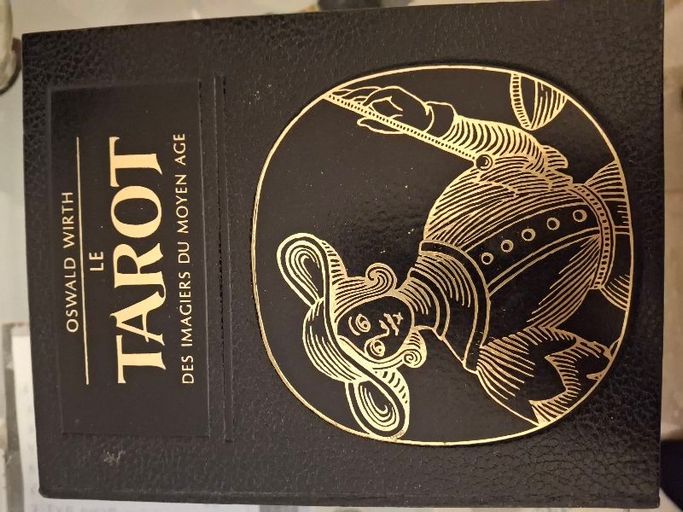 OSWALD WIRTH
LE
TAROT
DES IMAGIERS DU MOYEN AGE